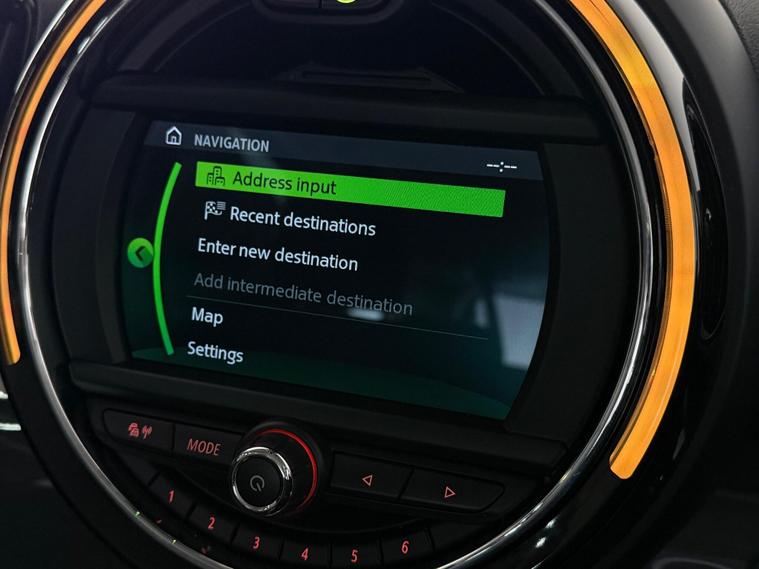 NAVIGATION
--:--
Address input
Recent destinations
Enter new destination
Add intermediate destination
Map
Settings
MODE
1
2
3
4
5
6